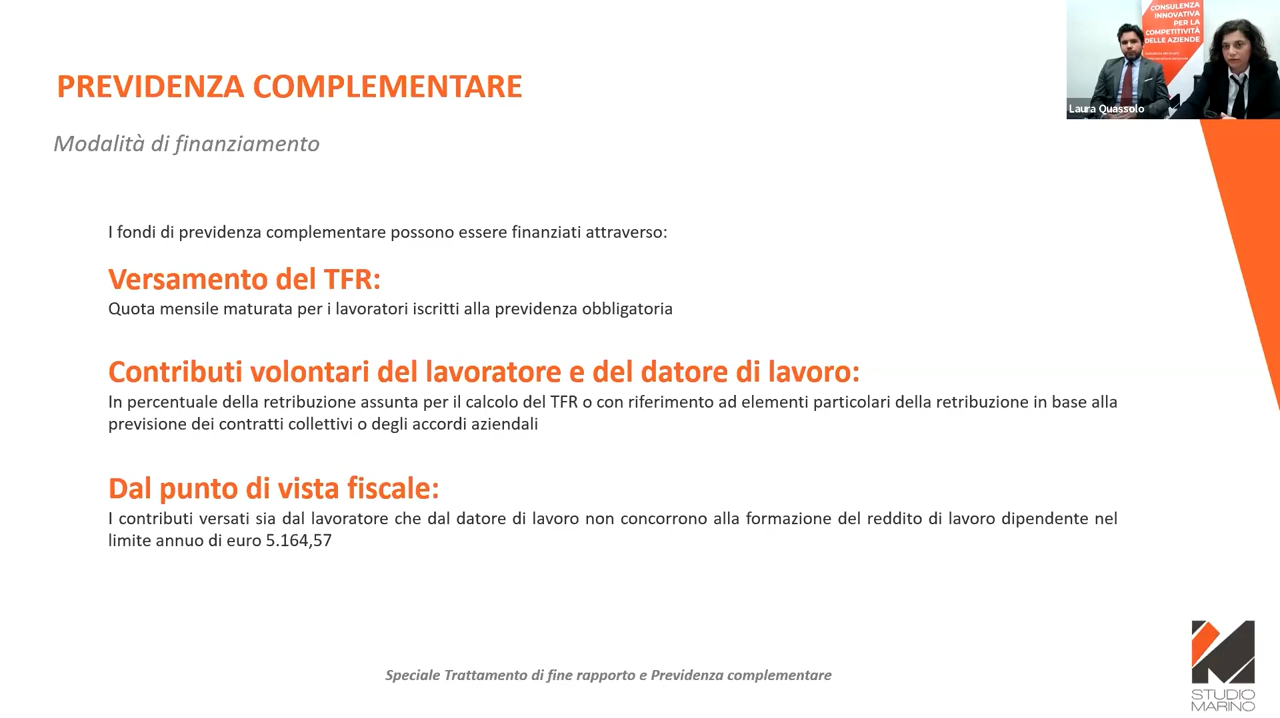 CONSULENZA
INNOVATIVA
PER LA
COMPETITIVITÀ
DELLE AZIENDE
Laura Quassolo
PREVIDENZA COMPLEMENTARE
Modalità di finanziamento
I fondi di previdenza complementare possono essere finanziati attraverso:
Versamento del TFR:
Quota mensile maturata per i lavoratori iscritti alla previdenza obbligatoria
Contributi volontari del lavoratore e del datore di lavoro:
In percentuale della retribuzione assunta per il calcolo del TFR o con riferimento ad elementi particolari della retribuzione in base alla
previsione dei contratti collettivi o degli accordi aziendali
Dal punto di vista fiscale:
I contributi versati sia dal lavoratore che dal datore di lavoro non concorrono alla formazione del reddito di lavoro dipendente nel
limite annuo di euro 5.164,57
Speciale Trattamento di fine rapporto e Previdenza complementare
STUDIO
MARINO